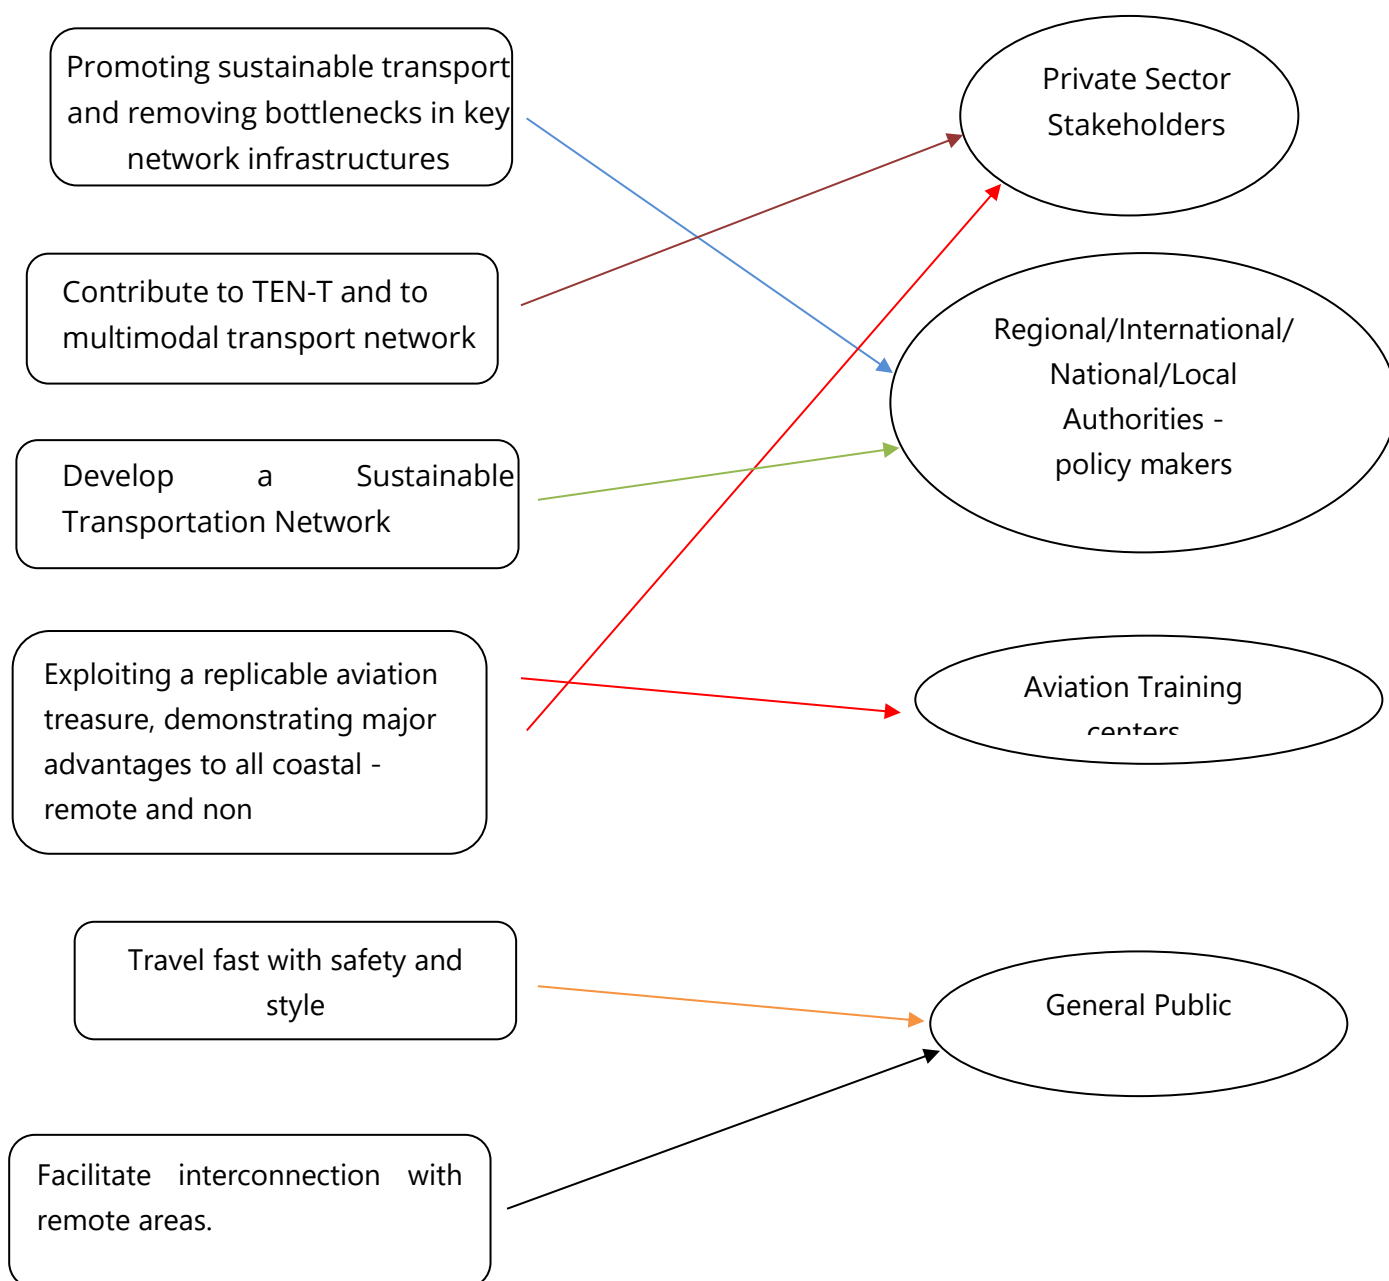 Promoting sustainable transport
and removing bottlenecks in key
network infrastructures
Contribute to TEN-T and to
multimodal transport network
Develop a Sustainable
Transportation Network
Exploiting a replicable aviation
treasure, demonstrating major
advantages to all coastal -
remote and non
Travel fast with safety and
style
Facilitate interconnection with
remote areas.
Private Sector
Stakeholders
Regional/International/
National/Local
Authorities -
policy makers
Aviation Training
centers
General Public